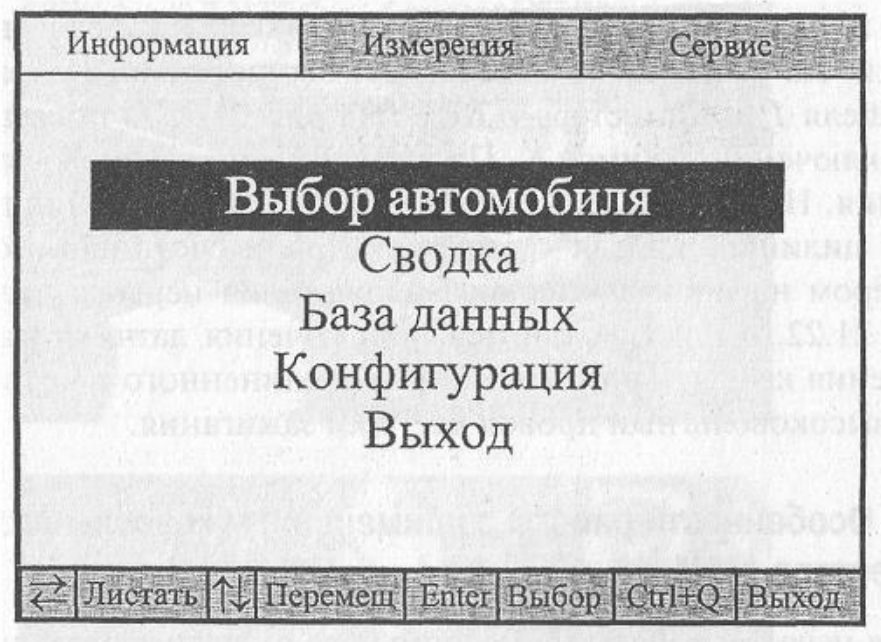 Информация Измерения Сервис
Выбор автомобиля
Сводка
База данных
Конфигурация
Выход
⇄ Листать ↑↓ Перемещ Enter Выбор Ctrl+Q Выход